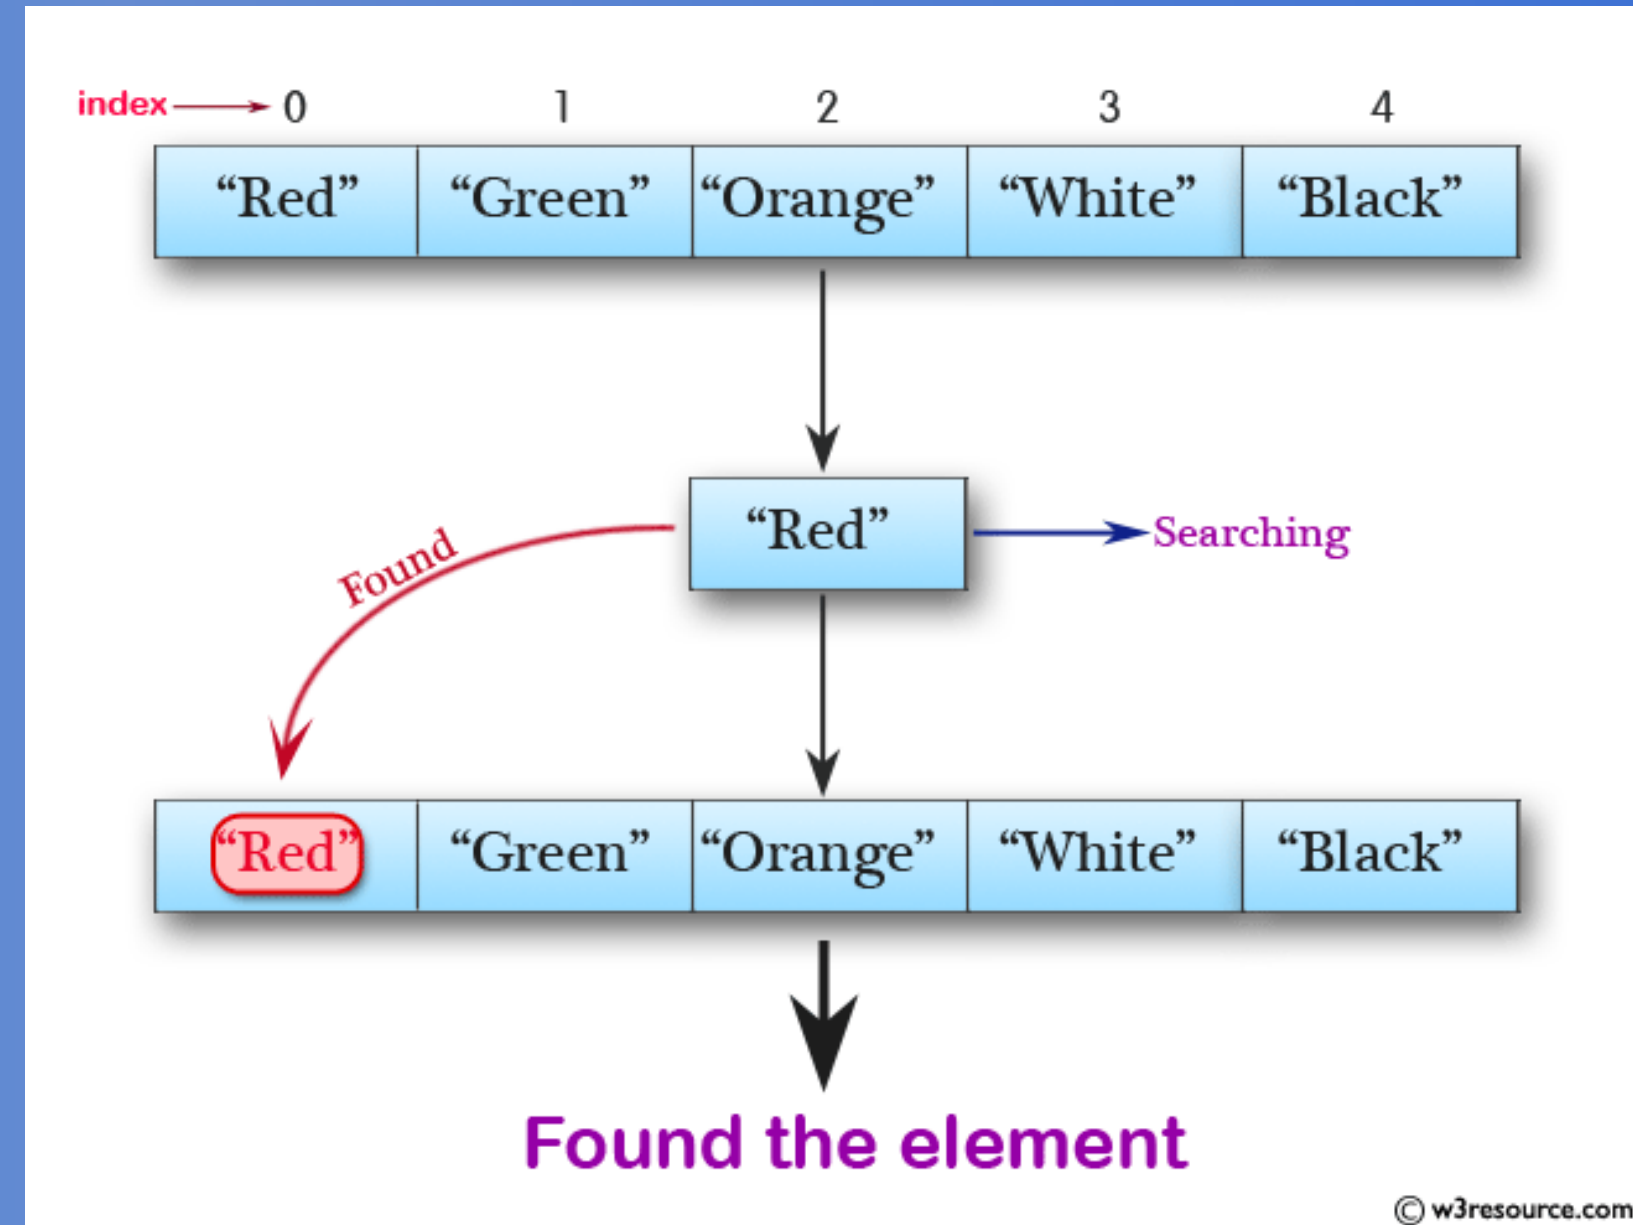 index 0 1 2 3 4
“Red” “Green” “Orange” “White” “Black”
“Red” Searching
Found
“Red” “Green” “Orange” “White” “Black”
Found the element
© w3resource.com